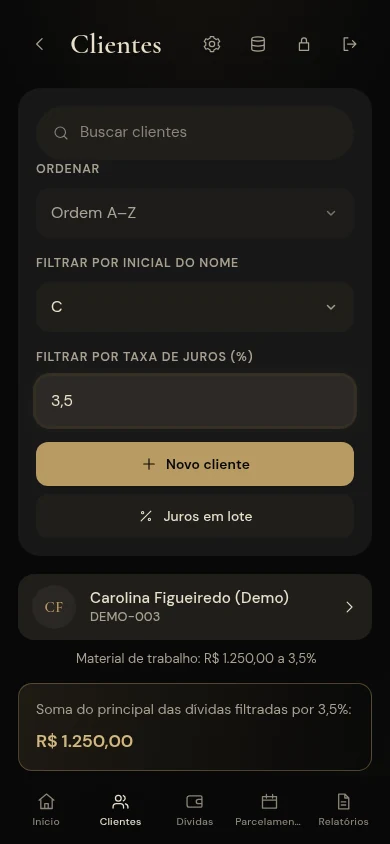 Clientes
Buscar clientes
ORDENAR
Ordem A–Z
FILTRAR POR INICIAL DO NOME
C
FILTRAR POR TAXA DE JUROS (%)
3,5
Novo cliente
Juros em lote
CF
Carolina Figueiredo (Demo)
DEMO-003
Material de trabalho: R$ 1.250,00 a 3,5%
Soma do principal das dívidas filtradas por 3,5%:
R$ 1.250,00
Início Clientes Dívidas Parcelamen... Relatórios